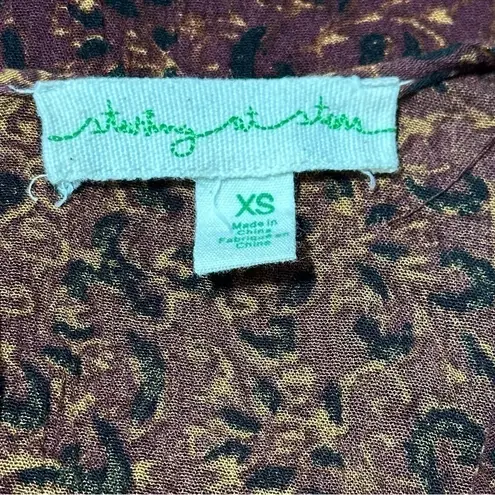 staring at stars
XS
Made in
China
Fabriqué en
Chine